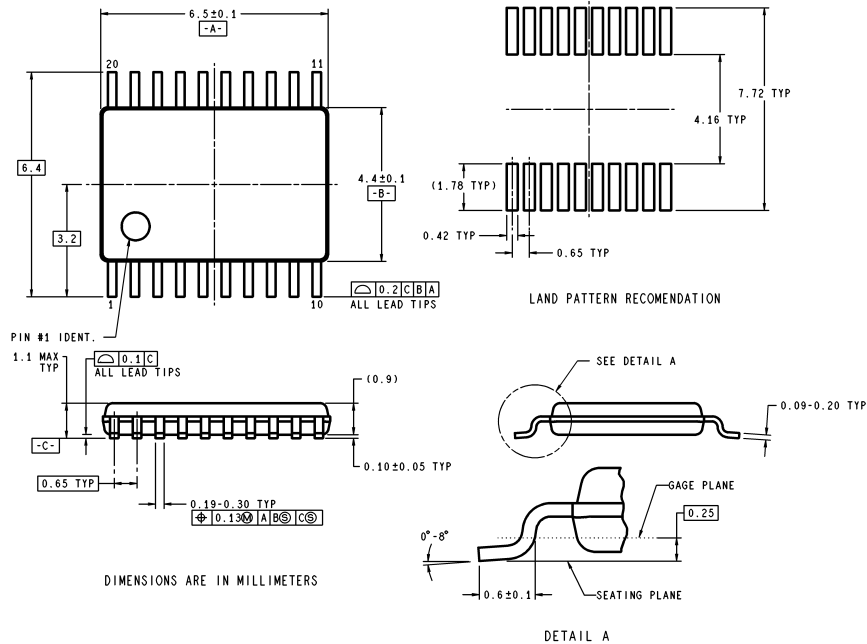 6.5±0.1
-A-
20
11
6.4
3.2
4.4±0.1
-B-
1
10
⌓ 0.2 C B A
ALL LEAD TIPS
PIN #1 IDENT.
7.72 TYP
4.16 TYP
(1.78 TYP)
0.42 TYP
0.65 TYP
LAND PATTERN RECOMENDATION
1.1 MAX
TYP
⌓ 0.1 C
ALL LEAD TIPS
(0.9)
-C-
0.10±0.05 TYP
0.65 TYP
0.19-0.30 TYP
⌖ 0.13Ⓜ A BⓈ CⓈ
DIMENSIONS ARE IN MILLIMETERS
SEE DETAIL A
0.09-0.20 TYP
GAGE PLANE
0.25
0°-8°
0.6±0.1
SEATING PLANE
DETAIL A